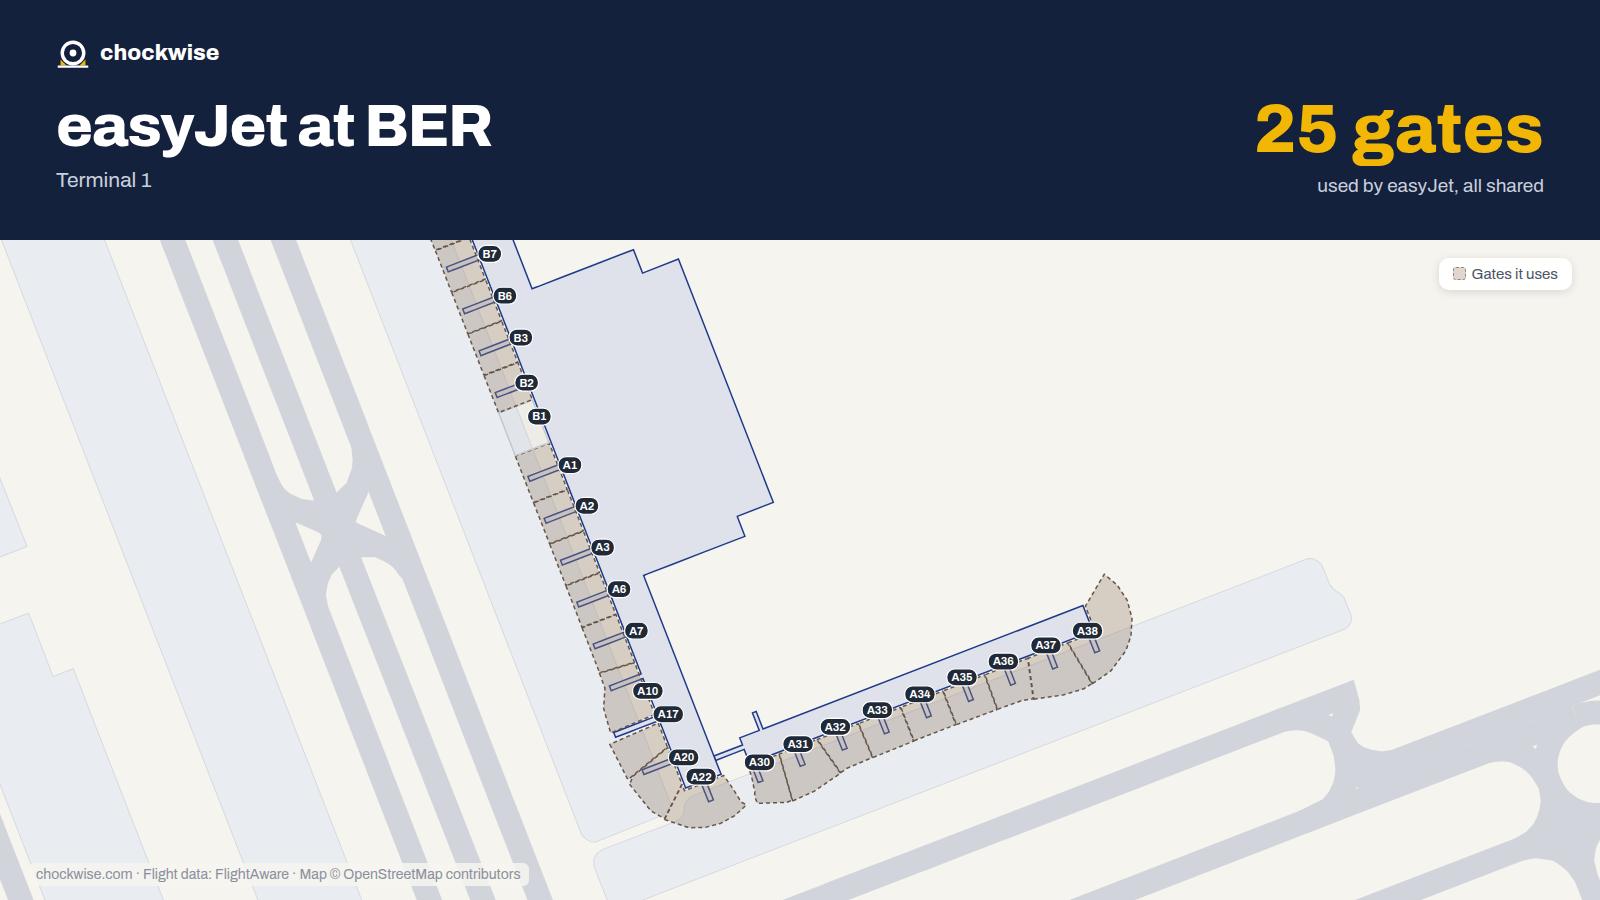 chockwise
easyJet at BER
Terminal 1
25 gates
used by easyJet, all shared
Gates it uses
B7
B6
B3
B2
B1
A1
A2
A3
A6
A7
A10
A17
A20
A22
A30
A31
A32
A33
A34
A35
A36
A37
A38
chockwise.com · Flight data: FlightAware · Map © OpenStreetMap contributors